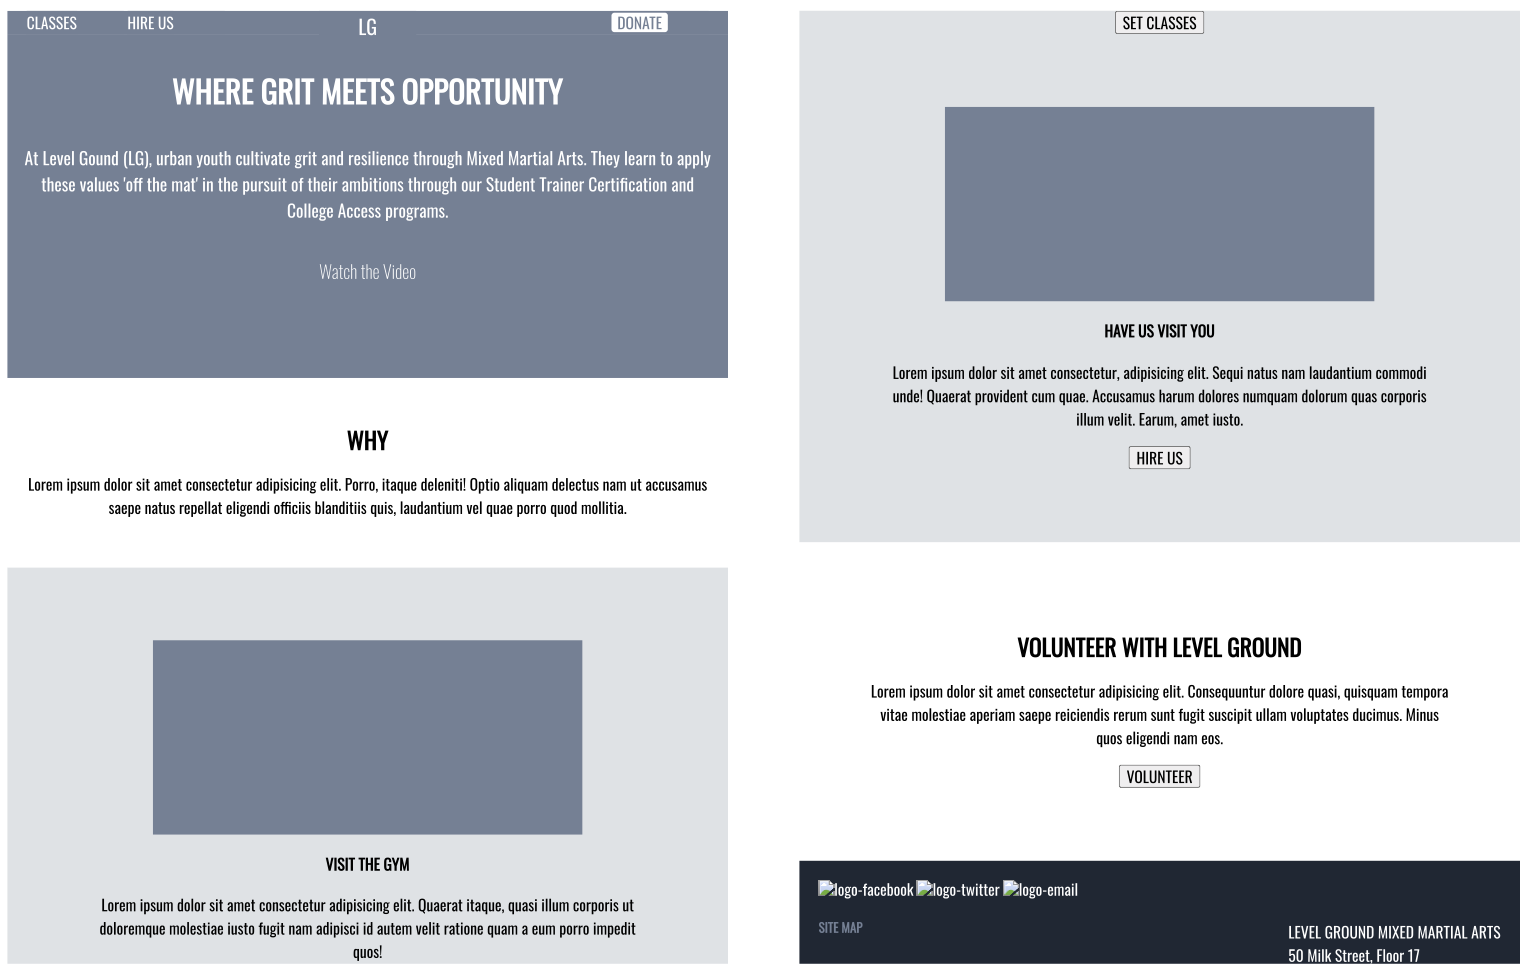 CLASSES HIRE US LG DONATE
WHERE GRIT MEETS OPPORTUNITY
At Level Gound (LG), urban youth cultivate grit and resilience through Mixed Martial Arts. They learn to apply
these values 'off the mat' in the pursuit of their ambitions through our Student Trainer Certification and
College Access programs.
Watch the Video
WHY
Lorem ipsum dolor sit amet consectetur adipisicing elit. Porro, itaque deleniti! Optio aliquam delectus nam ut accusamus
saepe natus repellat eligendi officiis blanditiis quis, laudantium vel quae porro quod mollitia.
VISIT THE GYM
Lorem ipsum dolor sit amet consectetur adipisicing elit. Quaerat itaque, quasi illum corporis ut
doloremque molestiae iusto fugit nam adipisci id autem velit ratione quam a eum porro impedit
quos!
SET CLASSES
HAVE US VISIT YOU
Lorem ipsum dolor sit amet consectetur, adipisicing elit. Sequi natus nam laudantium commodi
unde! Quaerat provident cum quae. Accusamus harum dolores numquam dolorum quas corporis
illum velit. Earum, amet iusto.
HIRE US
VOLUNTEER WITH LEVEL GROUND
Lorem ipsum dolor sit amet consectetur adipisicing elit. Consequuntur dolore quasi, quisquam tempora
vitae molestiae aperiam saepe reiciendis rerum sunt fugit suscipit ullam voluptates ducimus. Minus
quos eligendi nam eos.
VOLUNTEER
logo-facebook logo-twitter logo-email
SITE MAP
LEVEL GROUND MIXED MARTIAL ARTS
50 Milk Street, Floor 17